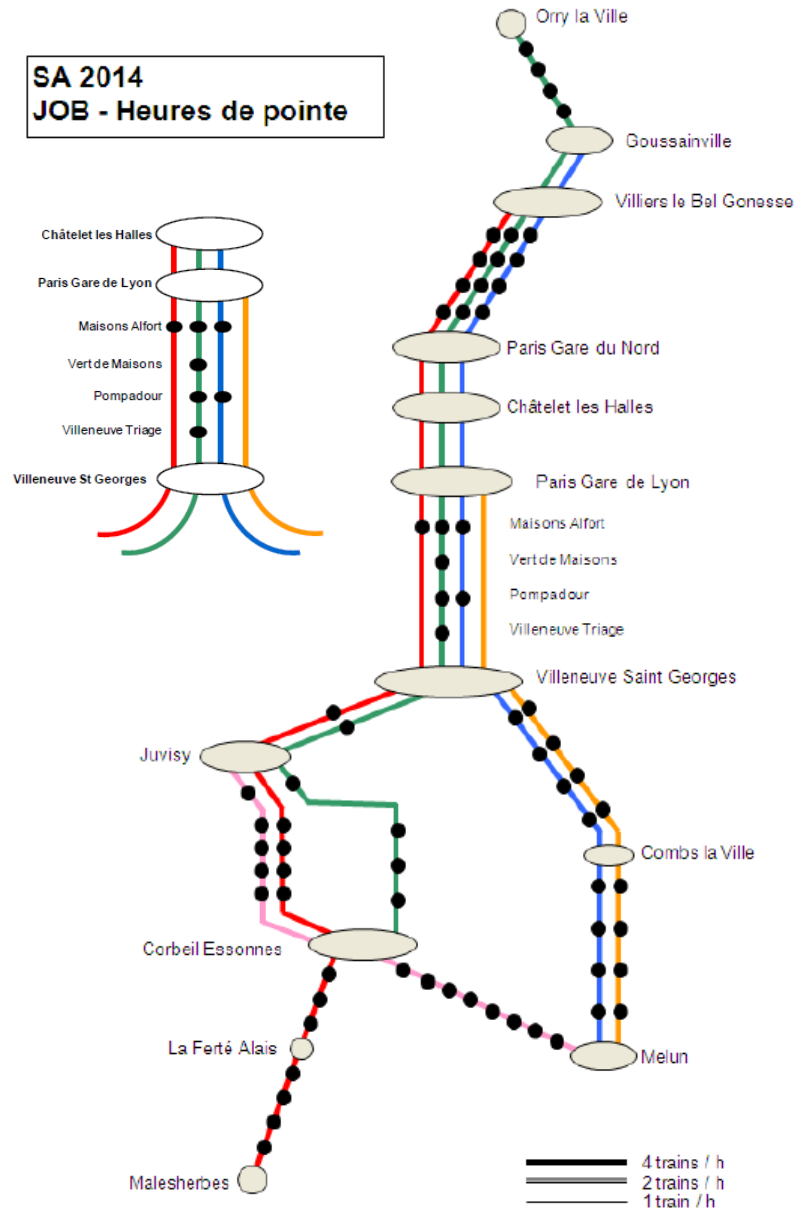 SA 2014
JOB - Heures de pointe
Orry la Ville
Goussainville
Villiers le Bel Gonesse
Châtelet les Halles
Paris Gare de Lyon
Maisons Alfort
Vert de Maisons
Pompadour
Villeneuve Triage
Villeneuve St Georges
Paris Gare du Nord
Châtelet les Halles
Paris Gare de Lyon
Maisons Alfort
Vert de Maisons
Pompadour
Villeneuve Triage
Villeneuve Saint Georges
Juvisy
Combs la Ville
Corbeil Essonnes
La Ferté Alais
Melun
Malesherbes
4 trains / h
2 trains / h
1 train / h